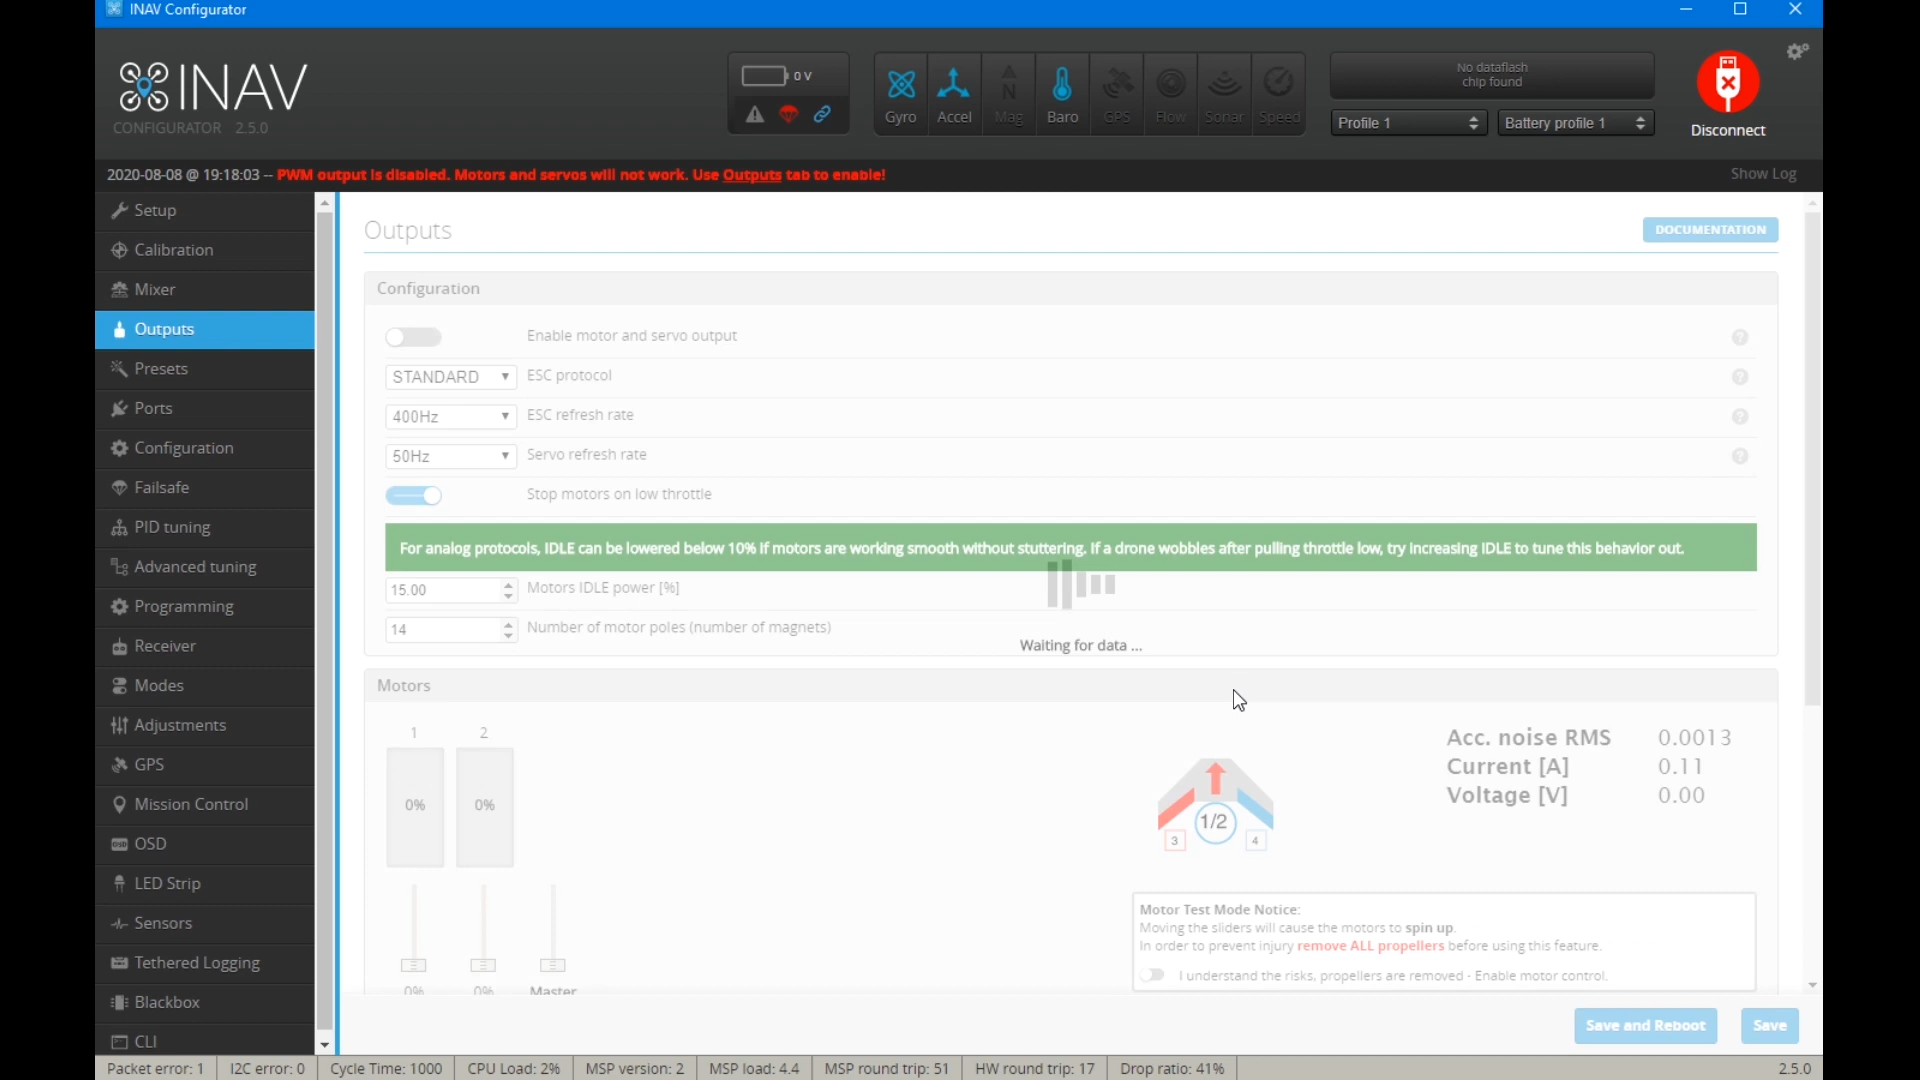 INAV Configurator
INAV
CONFIGURATOR 2.5.0
0 V
Gyro
Accel
Mag
Baro
GPS
Flow
Sonar
Speed
No dataflash
chip found
Profile 1
Battery profile 1
Disconnect
2020-08-08 @ 19:18:03 -- PWM output is disabled. Motors and servos will not work. Use Outputs tab to enable!
Show Log
Setup
Calibration
Mixer
Outputs
Presets
Ports
Configuration
Failsafe
PID tuning
Advanced tuning
Programming
Receiver
Modes
Adjustments
GPS
Mission Control
OSD
LED Strip
Sensors
Tethered Logging
Blackbox
CLI
Outputs
DOCUMENTATION
Configuration
Enable motor and servo output
STANDARD ESC protocol
400Hz ESC refresh rate
50Hz Servo refresh rate
Stop motors on low throttle
For analog protocols, IDLE can be lowered below 10% if motors are working smooth without stuttering. If a drone wobbles after pulling throttle low, try increasing IDLE to tune this behavior out.
15.00 Motors IDLE power [%]
14 Number of motor poles (number of magnets)
Waiting for data ...
Motors
1 2
0% 0%
0% 0% Master
1/2
3 4
Acc. noise RMS 0.0013
Current [A] 0.11
Voltage [V] 0.00
Motor Test Mode Notice:
Moving the sliders will cause the motors to spin up.
In order to prevent injury remove ALL propellers before using this feature.
I understand the risks, propellers are removed - Enable motor control.
Save and Reboot
Save
Packet error: 1
I2C error: 0
Cycle Time: 1000
CPU Load: 2%
MSP version: 2
MSP load: 4.4
MSP round trip: 51
HW round trip: 17
Drop ratio: 41%
2.5.0